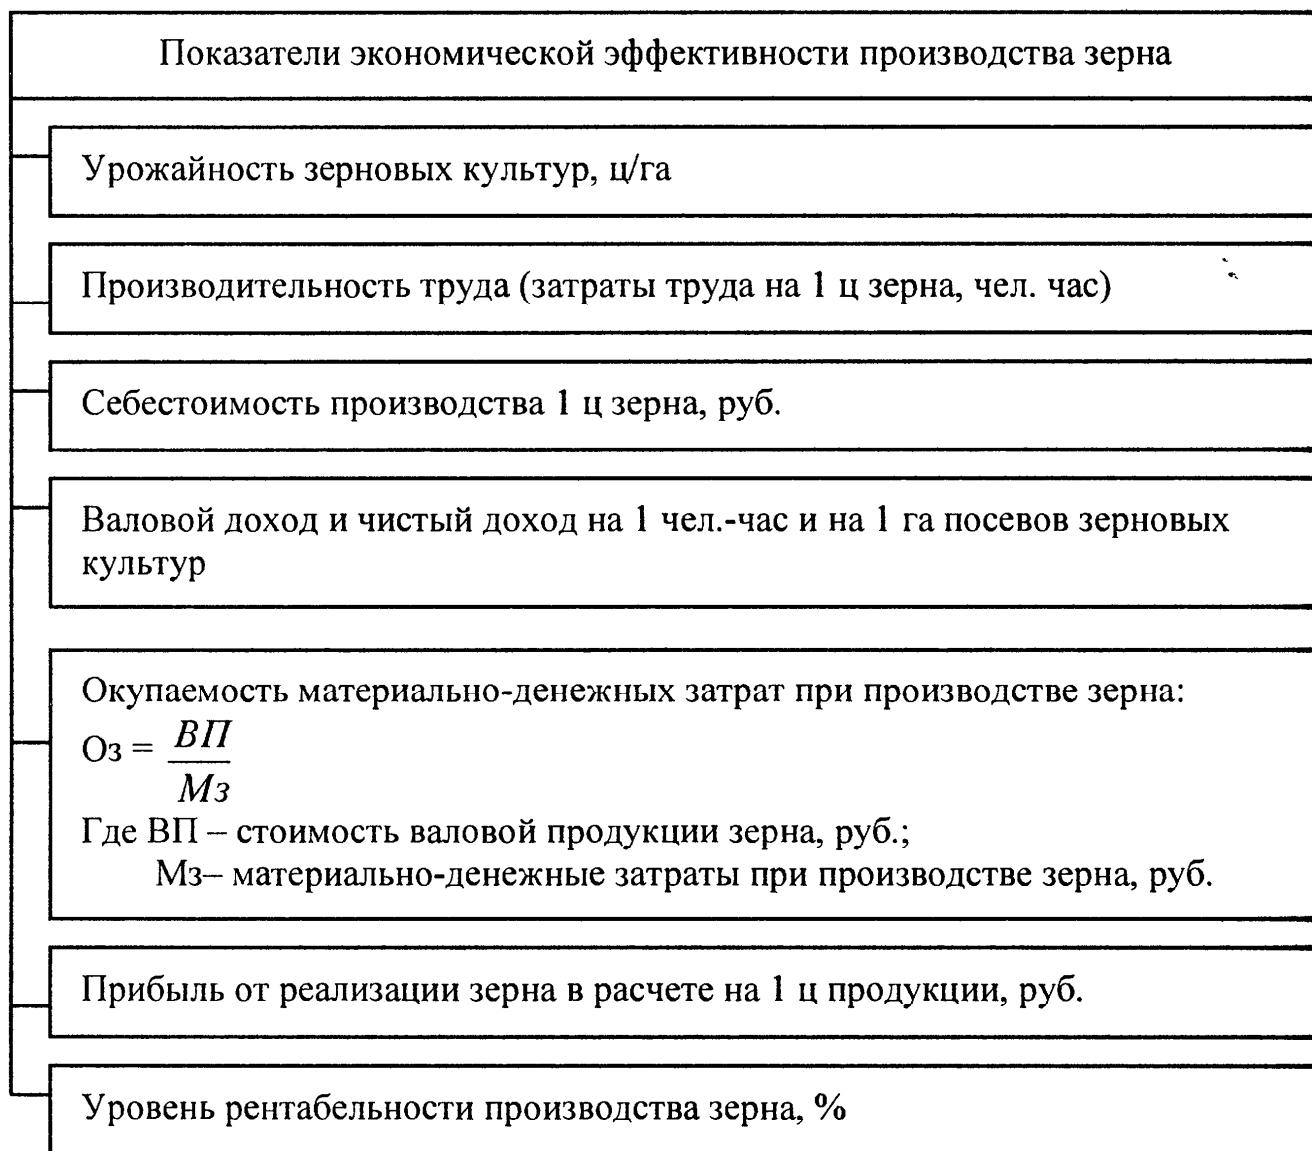 Показатели экономической эффективности производства зерна
Урожайность зерновых культур, ц/га
Производительность труда (затраты труда на 1 ц зерна, чел. час)
Себестоимость производства 1 ц зерна, руб.
Валовой доход и чистый доход на 1 чел.-час и на 1 га посевов зерновых
культур
Окупаемость материально-денежных затрат при производстве зерна:
Оз = ВП
Мз
Где ВП – стоимость валовой продукции зерна, руб.;
Мз– материально-денежные затраты при производстве зерна, руб.
Прибыль от реализации зерна в расчете на 1 ц продукции, руб.
Уровень рентабельности производства зерна, %